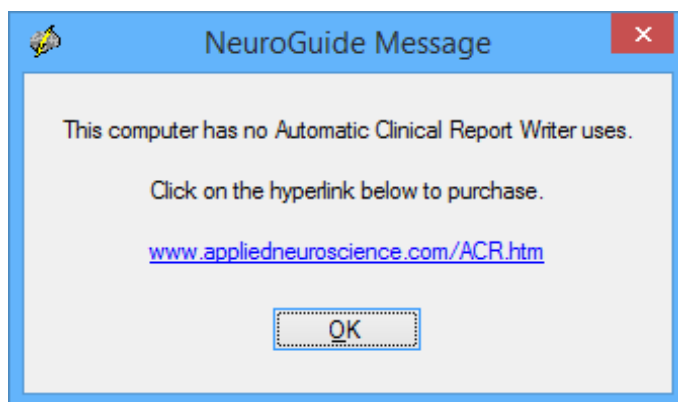 NeuroGuide Message
This computer has no Automatic Clinical Report Writer uses.
Click on the hyperlink below to purchase.
www.appliedneuroscience.com/ACR.htm
OK